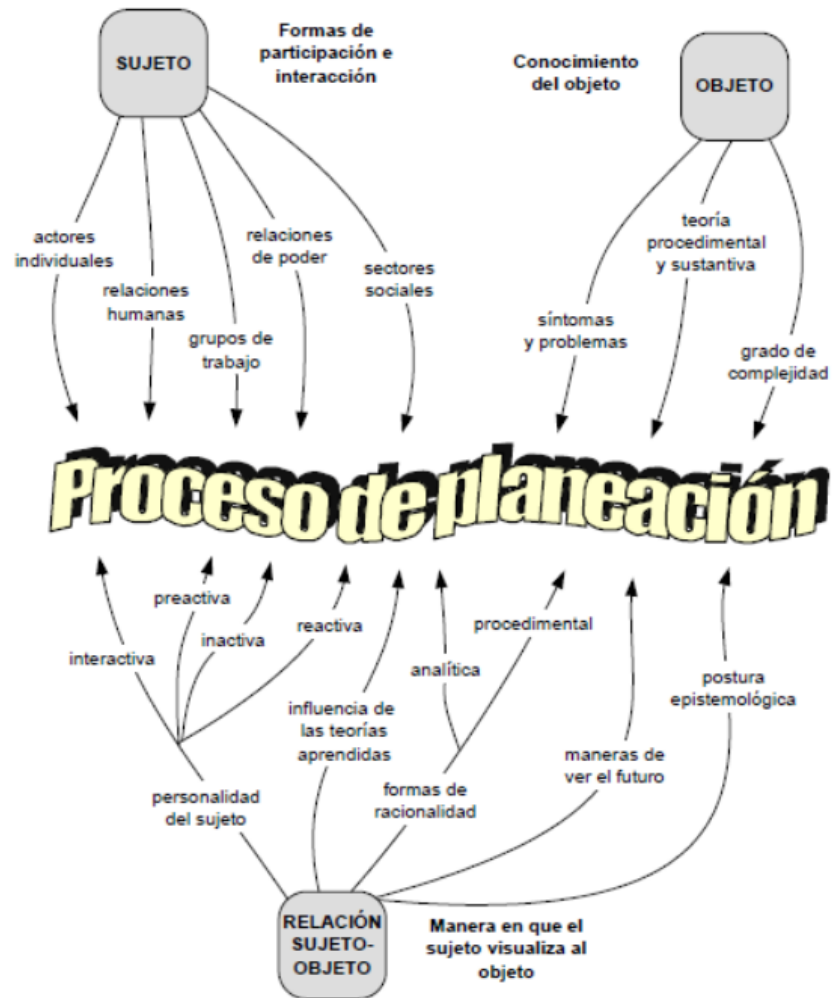 SUJETO
Formas de
participación e
interacción
Conocimiento
del objeto
OBJETO
actores
individuales
relaciones
humanas
grupos de
trabajo
relaciones
de poder
sectores
sociales
síntomas
y problemas
teoría
procedimental
y sustantiva
grado de
complejidad
Proceso de planeación
interactiva
preactiva
inactiva
reactiva
personalidad
del sujeto
influencia de
las teorías
aprendidas
analítica
procedimental
formas de
racionalidad
maneras de
ver el futuro
postura
epistemológica
RELACIÓN
SUJETO-
OBJETO
Manera en que el
sujeto visualiza al
objeto